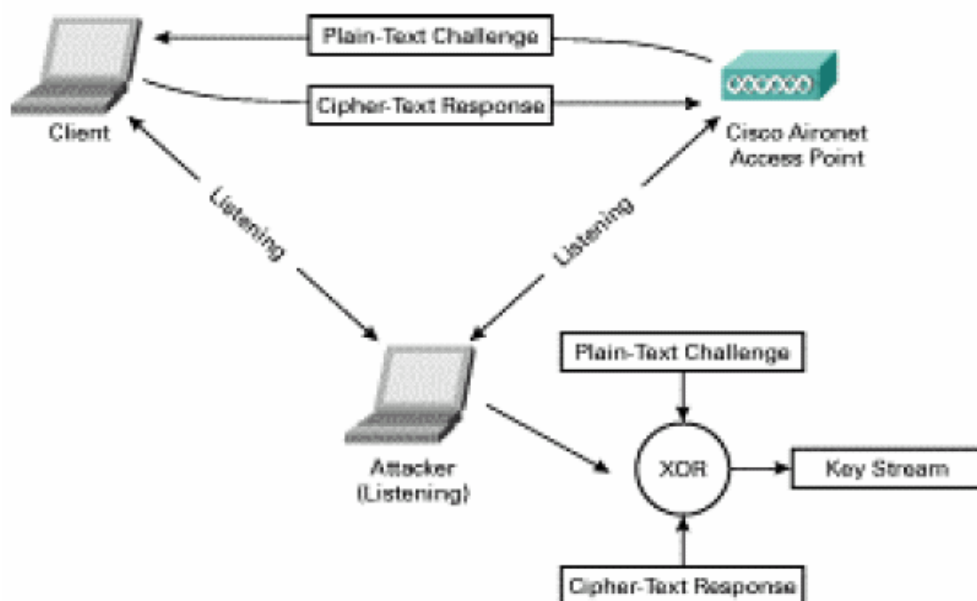 Plain-Text Challenge
Cipher-Text Response
Client
Cisco Aironet
Access Point
Listening
Listening
Plain-Text Challenge
Attacker
(Listening)
XOR
Key Stream
Cipher-Text Response